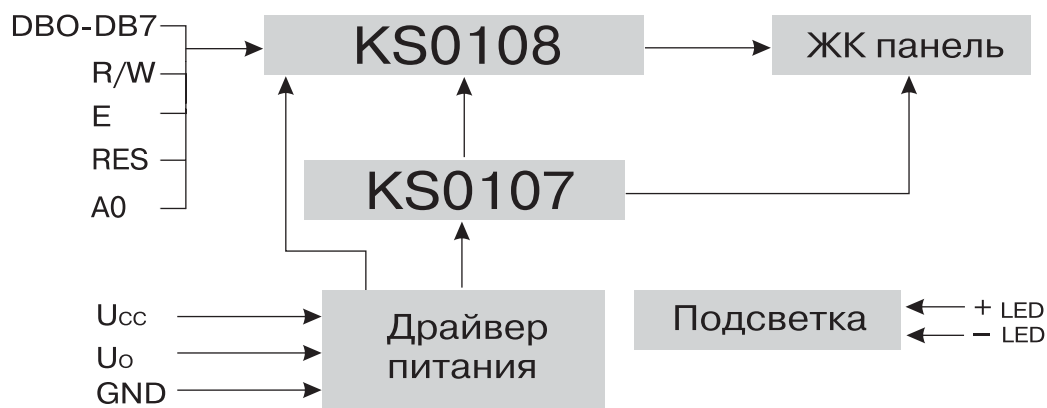 DBO-DB7
R/W
E
RES
A0
KS0108
ЖК панель
KS0107
Ucc
Uo
GND
Драйвер
питания
Подсветка
+ LED
− LED